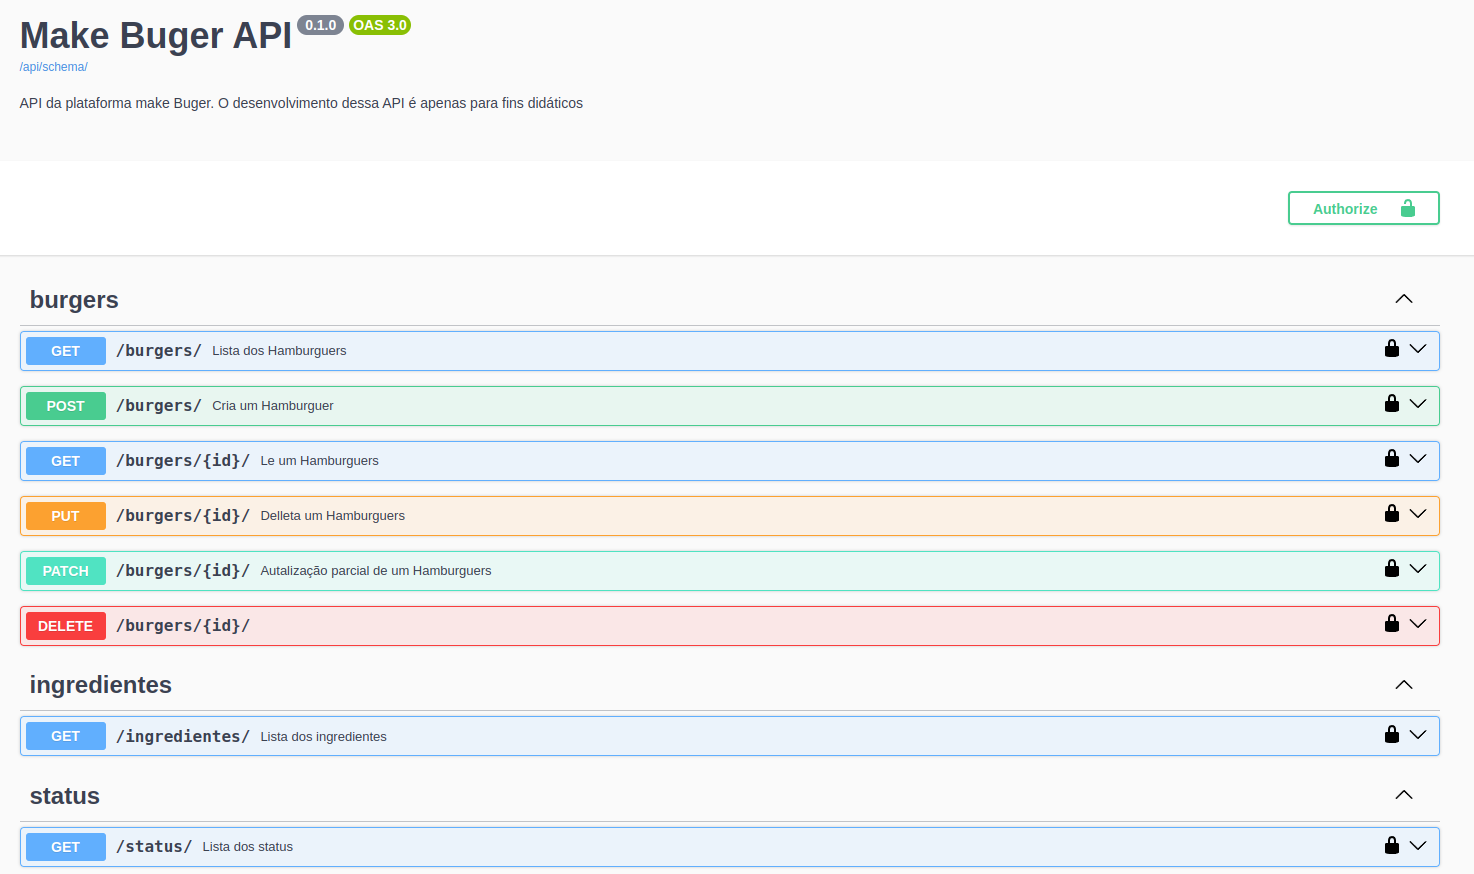 Make Buger API 0.1.0 OAS 3.0
/api/schema/
API da plataforma make Buger. O desenvolvimento dessa API é apenas para fins didáticos
Authorize
burgers
GET /burgers/ Lista dos Hamburguers
POST /burgers/ Cria um Hamburguer
GET /burgers/{id}/ Le um Hamburguers
PUT /burgers/{id}/ Delleta um Hamburguers
PATCH /burgers/{id}/ Autalização parcial de um Hamburguers
DELETE /burgers/{id}/
ingredientes
GET /ingredientes/ Lista dos ingredientes
status
GET /status/ Lista dos status